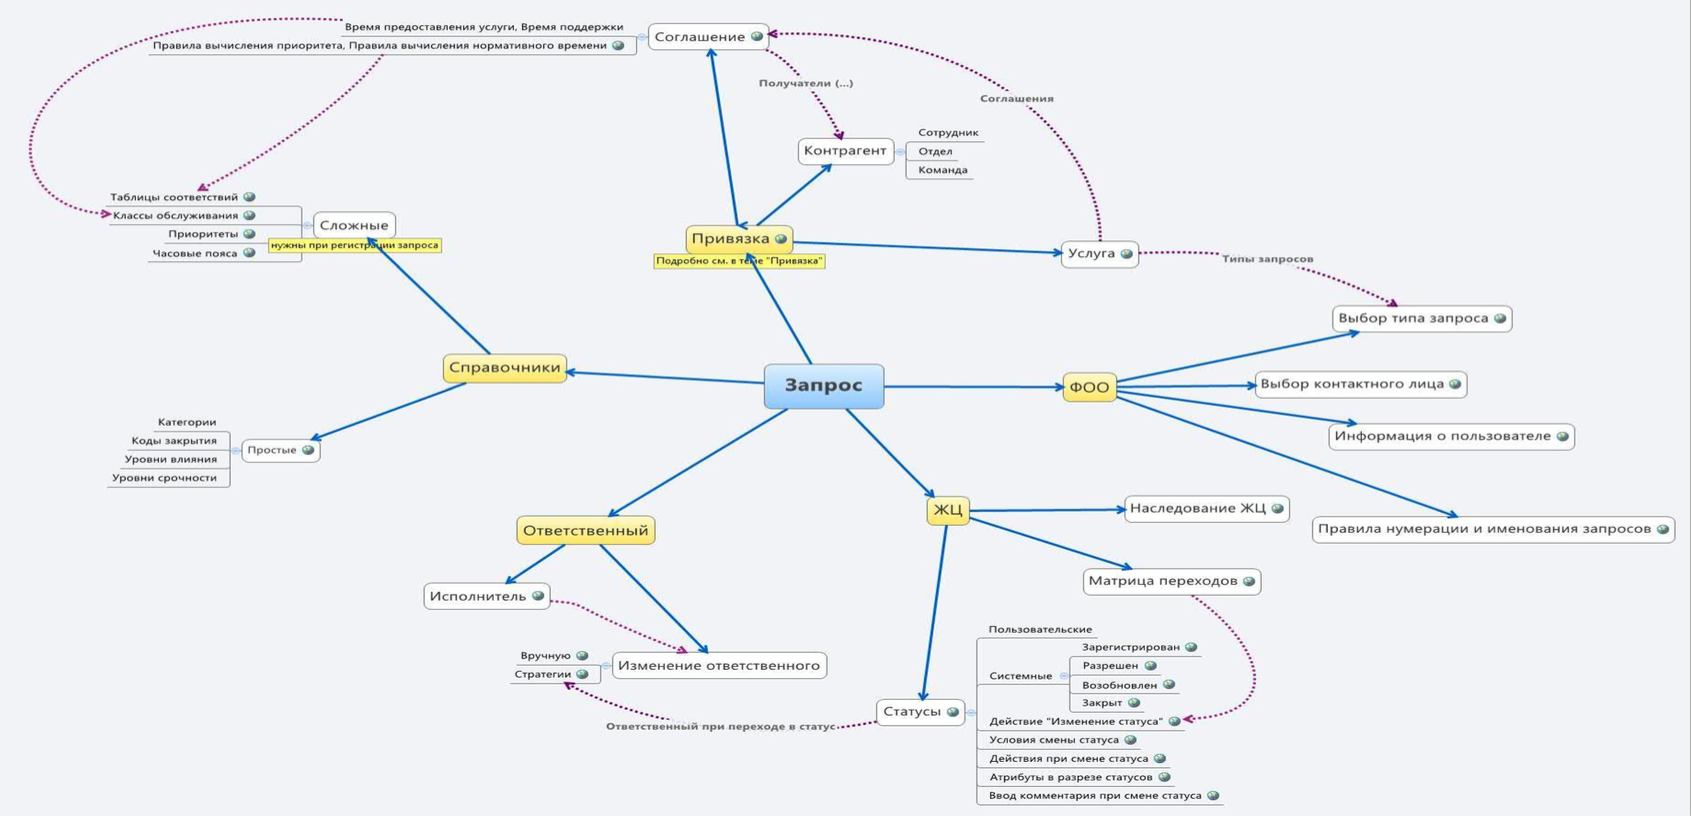 Время предоставления услуги, Время поддержки
Правила вычисления приоритета, Правила вычисления нормативного времени
Соглашение
Получатели (...)
Соглашения
Контрагент
Сотрудник
Отдел
Команда
Таблицы соответствий
Классы обслуживания
Приоритеты
Часовые пояса
Сложные
нужны при регистрации запроса
Привязка
Подробно см. в теме "Привязка"
Услуга
Типы запросов
Выбор типа запроса
Справочники
Запрос
ФОО
Выбор контактного лица
Информация о пользователе
Правила нумерации и именования запросов
Категории
Коды закрытия
Уровни влияния
Уровни срочности
Простые
Ответственный
ЖЦ
Наследование ЖЦ
Матрица переходов
Исполнитель
Вручную
Стратегии
Изменение ответственного
Ответственный при переходе в статус
Статусы
Пользовательские
Системные
Зарегистрирован
Разрешен
Возобновлен
Закрыт
Действие "Изменение статуса"
Условия смены статуса
Действия при смене статуса
Атрибуты в разрезе статусов
Ввод комментария при смене статуса